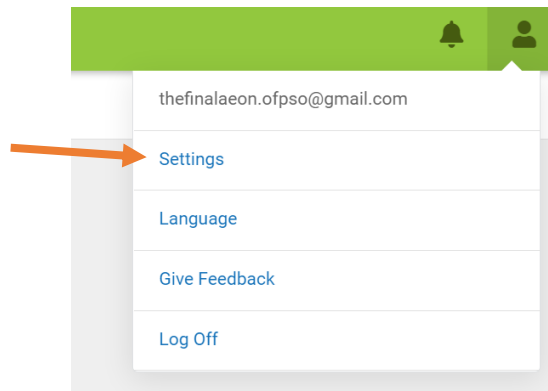 thefinalaeon.ofpso@gmail.com
Settings
Language
Give Feedback
Log Off